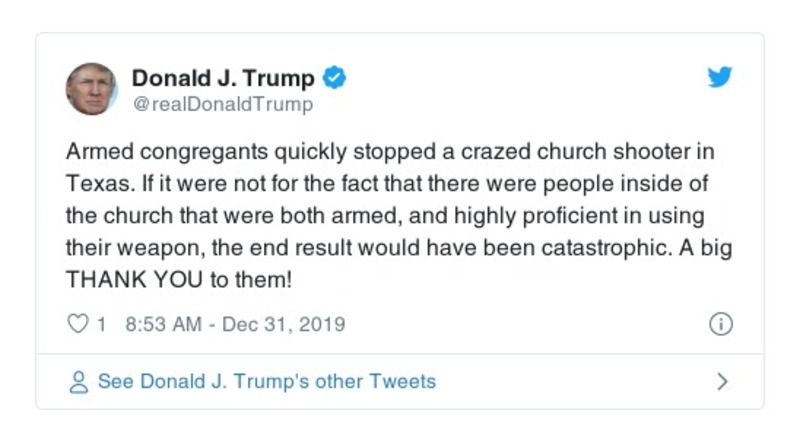 Donald J. Trump
@realDonaldTrump
Armed congregants quickly stopped a crazed church shooter in
Texas. If it were not for the fact that there were people inside of
the church that were both armed, and highly proficient in using
their weapon, the end result would have been catastrophic. A big
THANK YOU to them!
1 8:53 AM - Dec 31, 2019
See Donald J. Trump's other Tweets